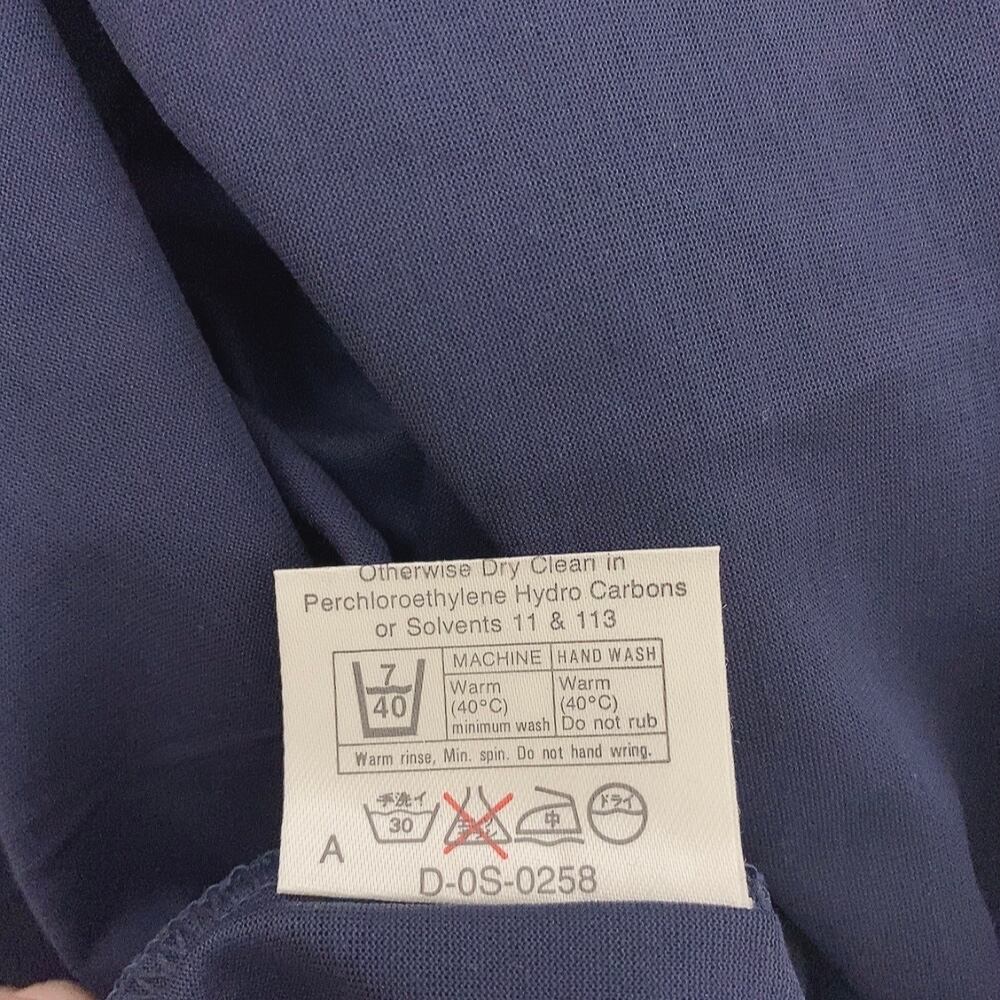 Otherwise Dry Clean in
Perchloroethylene Hydro Carbons
or Solvents 11 & 113
7
40
MACHINE HAND WASH
Warm
(40°C)
minimum wash
Warm
(40°C)
Do not rub
Warm rinse, Min. spin. Do not hand wring.
手洗イ
30
中
ドライ
A
D-0S-0258